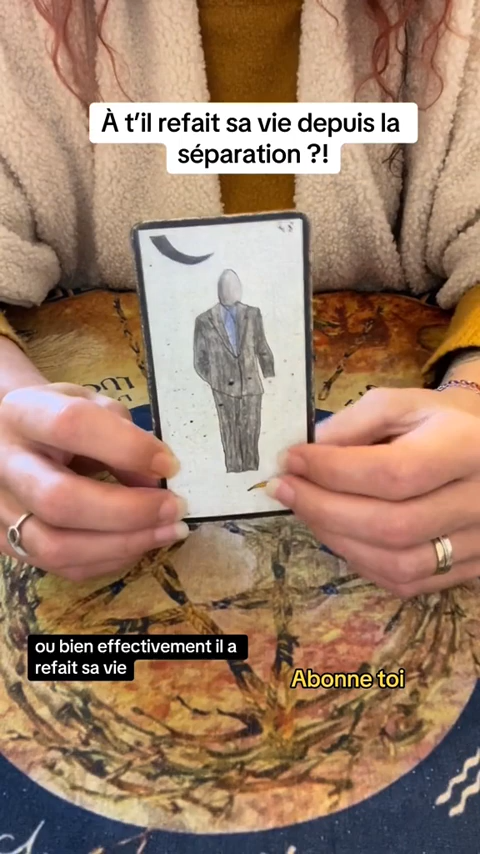 À t'il refait sa vie depuis la
séparation ?!
ou bien effectivement il a
refait sa vie
Abonne toi